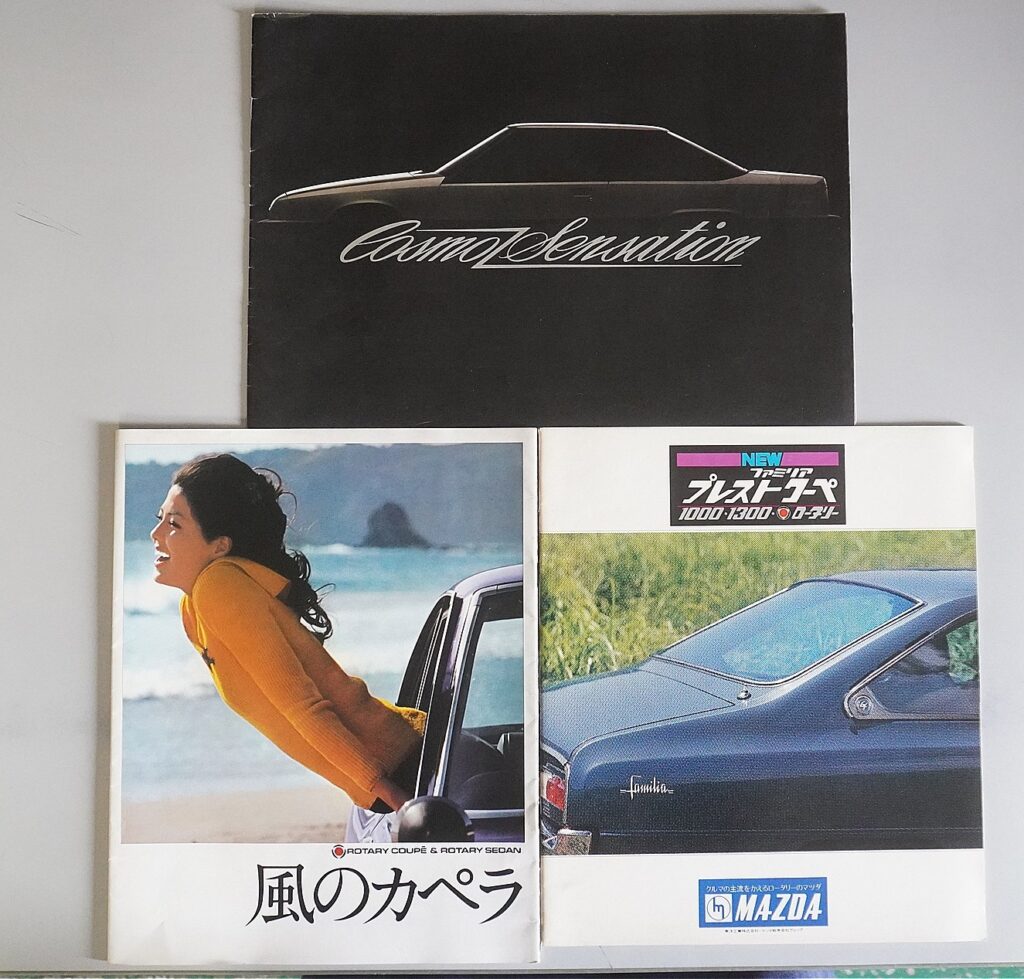 Cosmo Sensation
ROTARY COUPÉ & ROTARY SEDAN
風のカペラ
NEW
ファミリア
プレストクーペ
1000・1300・ロータリー
familia
クルマの主流をかえるロータリーのマツダ
MAZDA